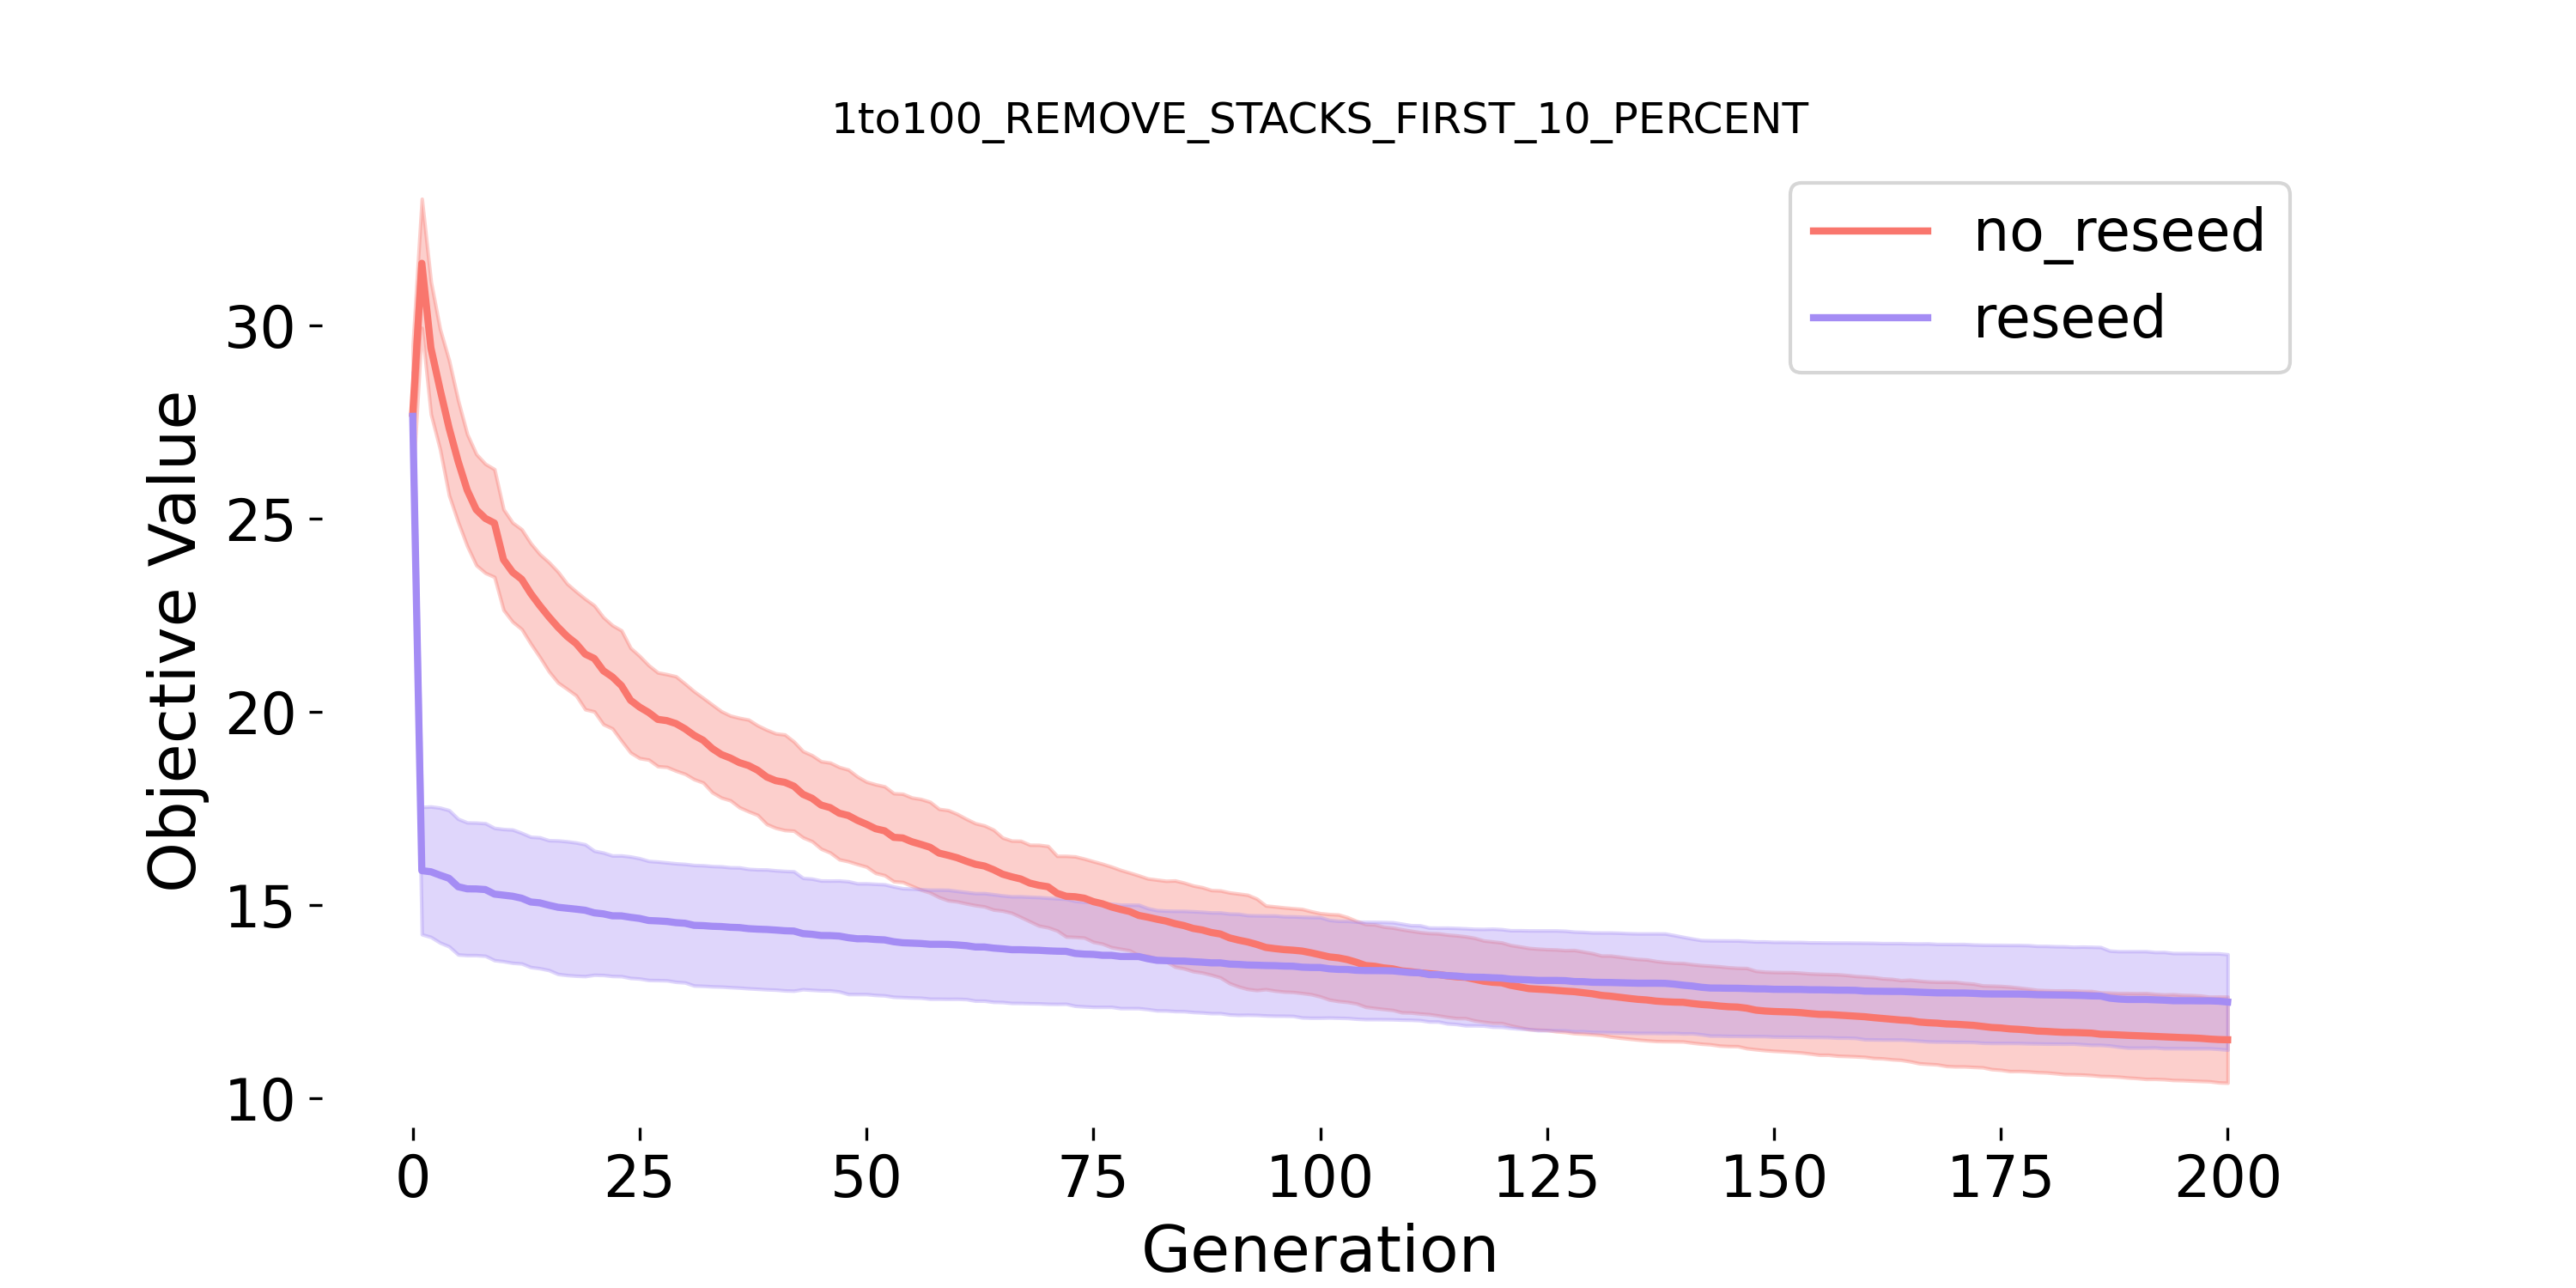 1to100_REMOVE_STACKS_FIRST_10_PERCENT
no_reseed
reseed
Objective Value
30
25
20
15
10
0 25 50 75 100 125 150 175 200
Generation